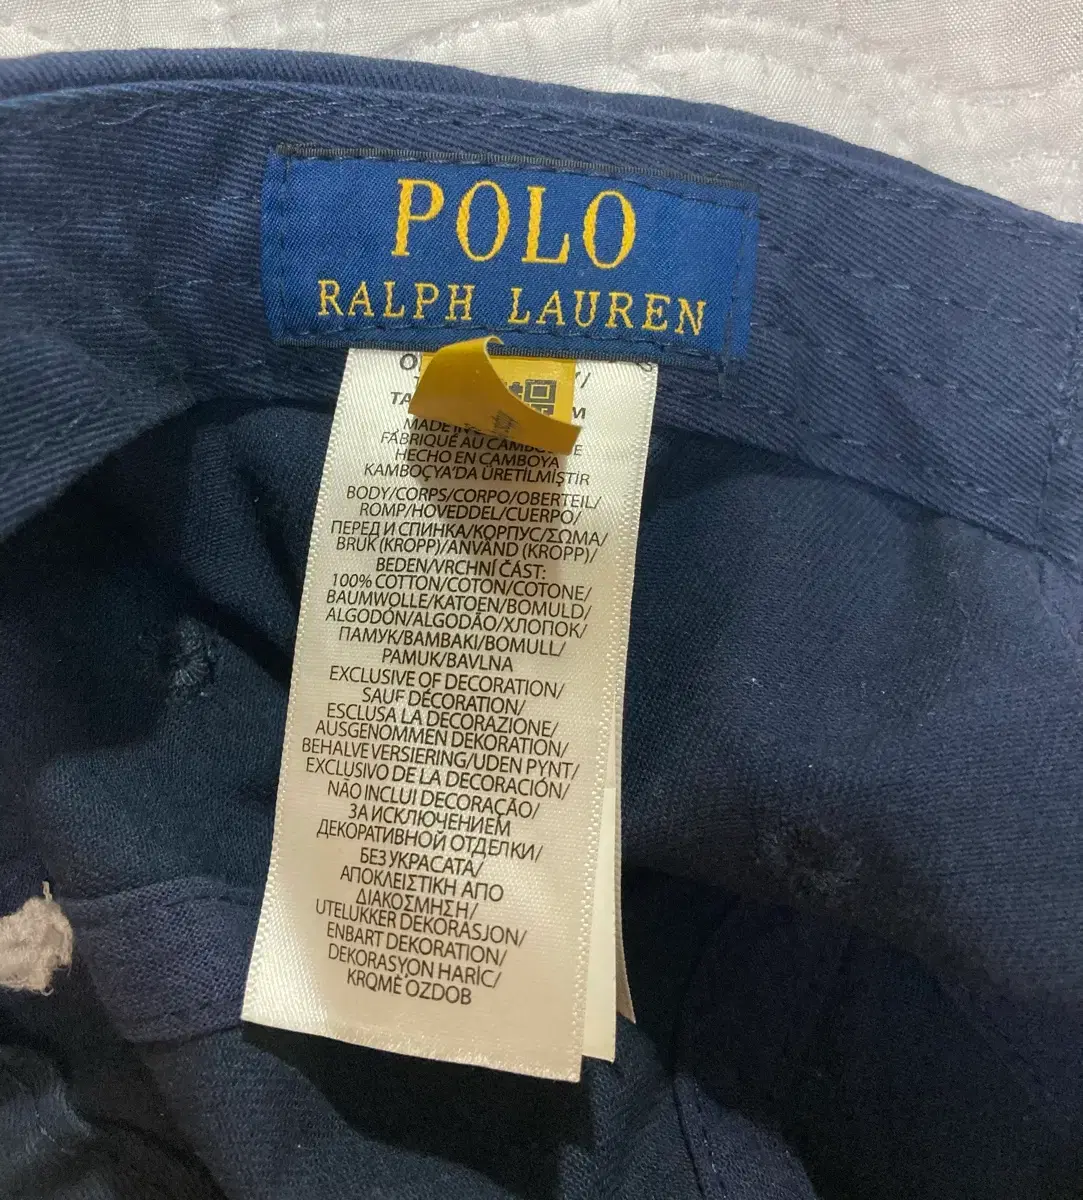 POLO
RALPH LAUREN
MADE
FABRIQUÉ AU
HECHO EN CAMBOYA
KAMBOÇYA'DA ÜRETİLMİŞTİR
BODY/CORPS/CORPO/OBERTEIL/
ROMP/HOVEDDEL/CUERPO/
ПЕРЕД И СПИНКА/КОРПУС/ΣΩΜΑ/
BRUK (KROPP)/ANVÄND (KROPP)/
BEDEN/VRCHNÍ ČÁST:
100% COTTON/COTON/COTONE/
BAUMWOLLE/KATOEN/BOMULD/
ALGODÓN/ALGODÃO/ХЛОПОК/
ПАМУК/BAMBAKI/BOMULL/
PAMUK/BAVLNA
EXCLUSIVE OF DECORATION/
SAUF DÉCORATION/
ESCLUSA LA DECORAZIONE/
AUSGENOMMEN DEKORATION/
BEHALVE VERSIERING/UDEN PYNT/
EXCLUSIVO DE LA DECORACIÓN/
NÃO INCLUI DECORAÇÃO/
ЗА ИСКЛЮЧЕНИЕМ
ДЕКОРАТИВНОЙ ОТДЕЛКИ/
БЕЗ УКРАСАТА/
ΑΠΟΚΛΕΙΣΤΙΚΗ ΑΠΟ
ΔΙΑΚΟΣΜΗΣΗ/
UTELUKKER DEKORASJON/
ENBART DEKORATION/
DEKORASYON HARİC/
KROMĚ OZDOB